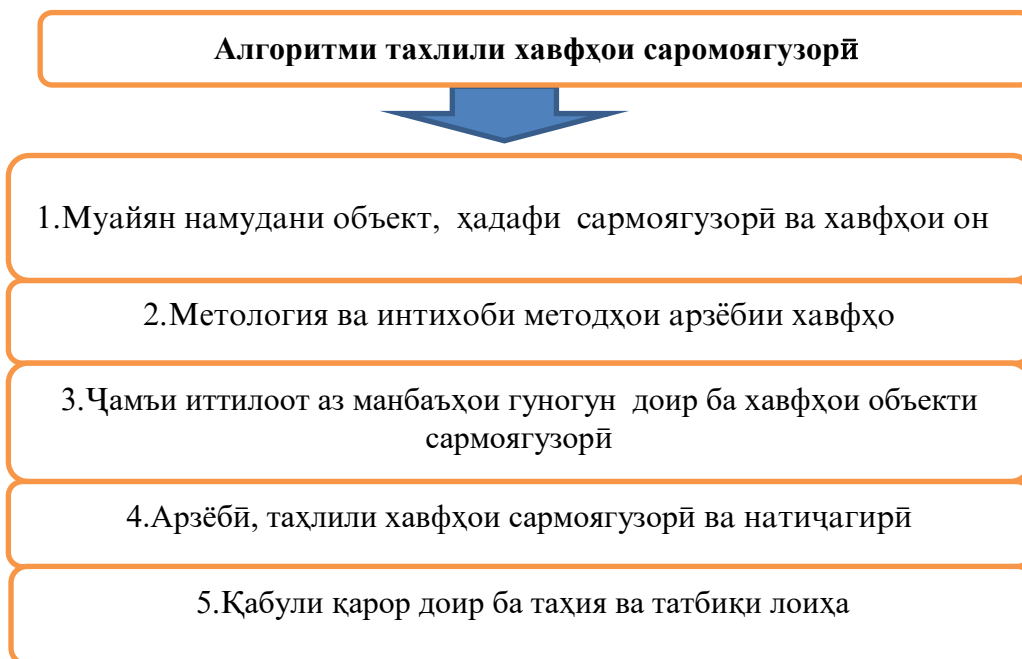 Алгоритми тахлили хавфҳои саромоягузорӣ
1.Муайян намудани объект, ҳадафи сармоягузорӣ ва хавфҳои он
2.Метология ва интихоби методҳои арзёбии хавфҳо
3.Ҷамъи иттилоот аз манбаъҳои гуногун доир ба хавфҳои объекти
сармоягузорӣ
4.Арзёбӣ, таҳлили хавфҳои сармоягузорӣ ва натиҷагирӣ
5.Қабули қарор доир ба таҳия ва татбиқи лоиҳа